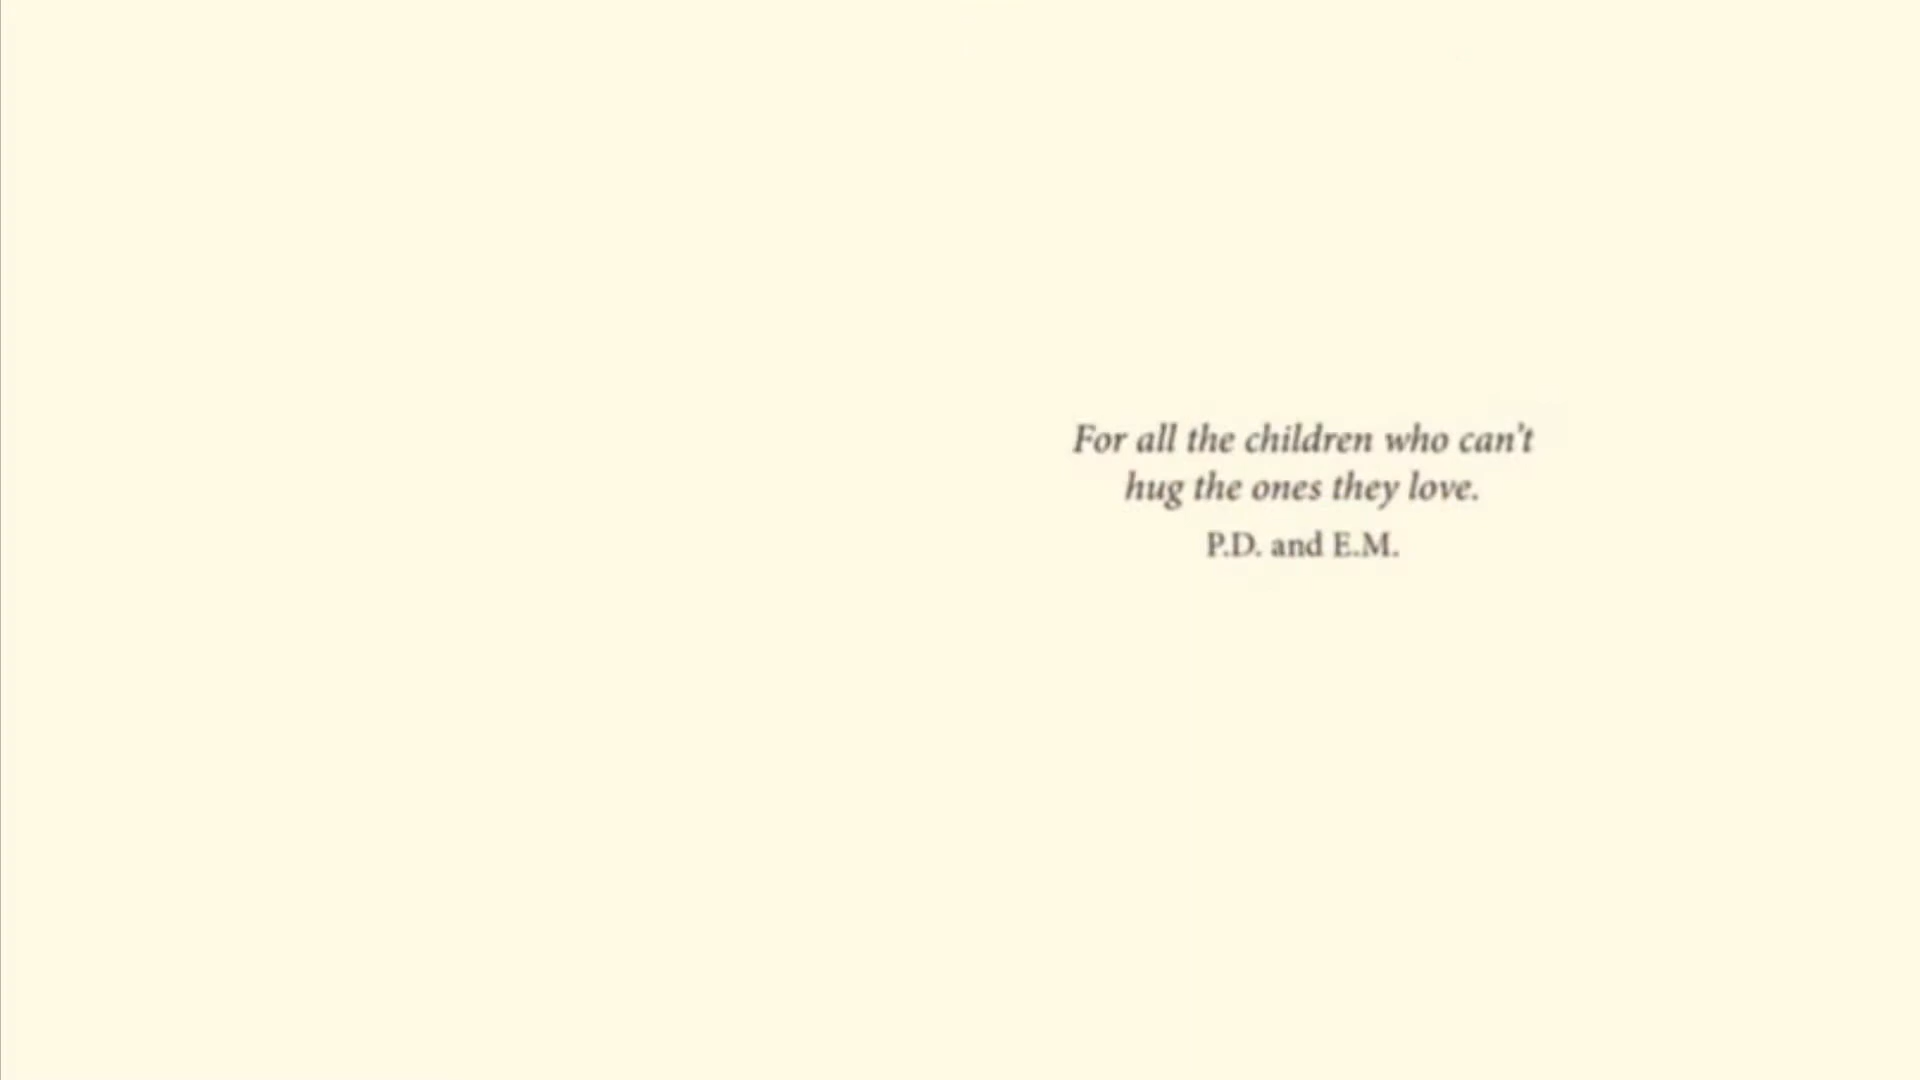 For all the children who can't
hug the ones they love.
P.D. and E.M.